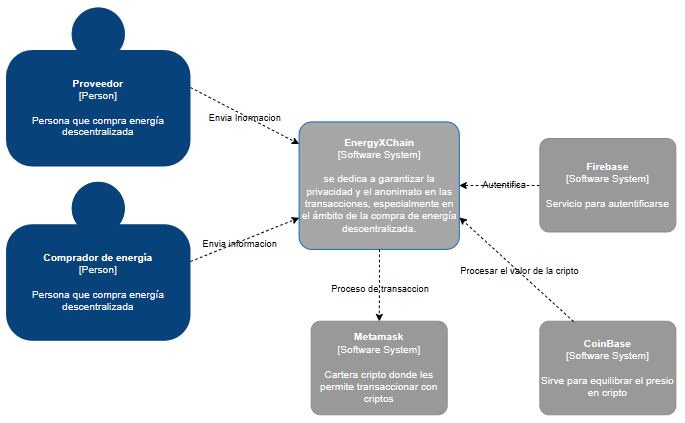 Proveedor
[Person]
Persona que compra energía
descentralizada
Envia Inormacion
EnergyXChain
[Software System]
se dedica a garantizar la
privacidad y el anonimato en las
transacciones, especialmente en
el ámbito de la compra de energía
descentralizada.
Firebase
[Software System]
Servicio para autentificarse
Autentifica
Comprador de energía
[Person]
Persona que compra energía
descentralizada
Envia informacion
Procesar el valor de la cripto
Proceso de transaccion
Metamask
[Software System]
Cartera cripto donde les
permite transaccionar con
criptos
CoinBase
[Software System]
Sirve para equilibrar el presio
en cripto